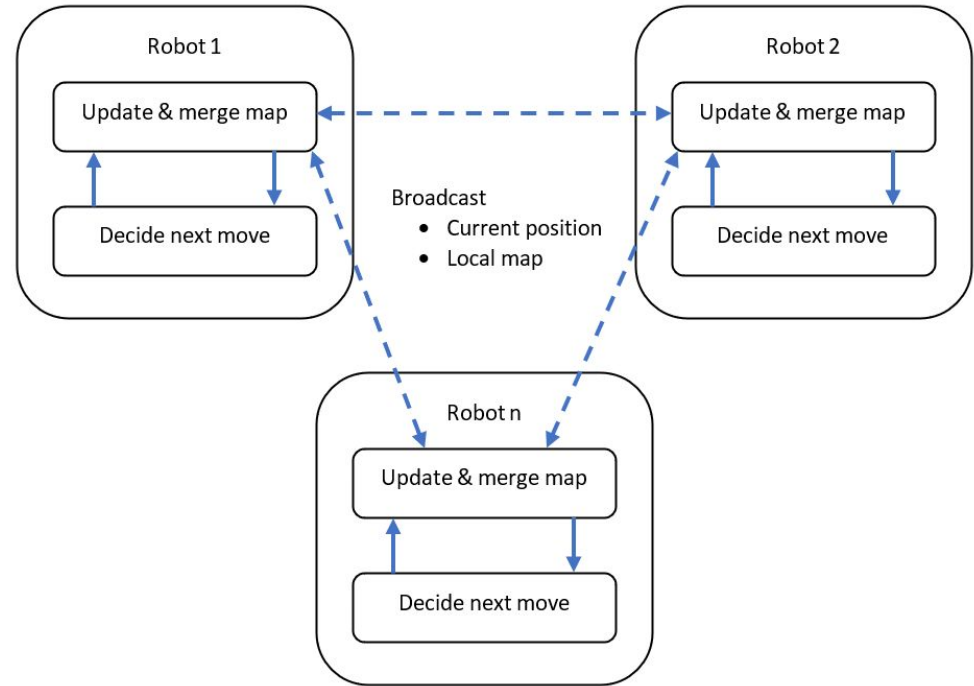 Robot 1
Update & merge map
Decide next move
Robot 2
Update & merge map
Decide next move
Broadcast
• Current position
• Local map
Robot n
Update & merge map
Decide next move